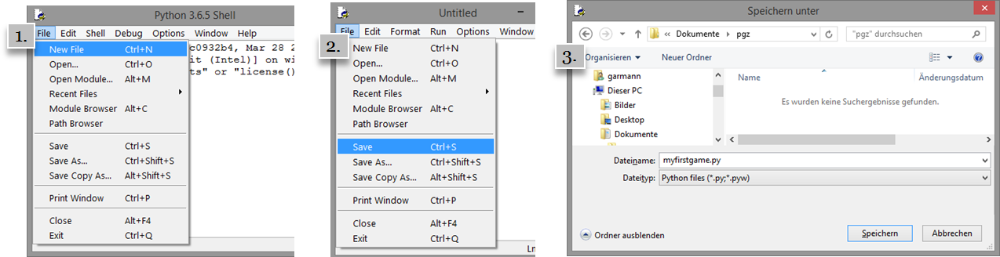 1.
Python 3.6.5 Shell
File Edit Shell Debug Options Window Help
New File Ctrl+N
c0932b4, Mar 28 2
Open... Ctrl+O
it (Intel)] on wi
Open Module... Alt+M
ts" or "license()
Recent Files
Module Browser Alt+C
Path Browser
Save Ctrl+S
Save As... Ctrl+Shift+S
Save Copy As... Alt+Shift+S
Print Window Ctrl+P
Close Alt+F4
Exit Ctrl+Q
2.
Untitled
File Edit Format Run Options Window
New File Ctrl+N
Open... Ctrl+O
Open Module... Alt+M
Recent Files
Module Browser Alt+C
Path Browser
Save Ctrl+S
Save As... Ctrl+Shift+S
Save Copy As... Alt+Shift+S
Print Window Ctrl+P
Close Alt+F4
Exit Ctrl+Q
Ln
3.
Speichern unter
« Dokumente pgz
"pgz" durchsuchen
Organisieren Neuer Ordner
garmann
Dieser PC
Bilder
Desktop
Dokumente
Name Änderungsdatum
Es wurden keine Suchergebnisse gefunden.
Dateiname: myfirstgame.py
Dateityp: Python files (*.py;*.pyw)
Ordner ausblenden
Speichern Abbrechen